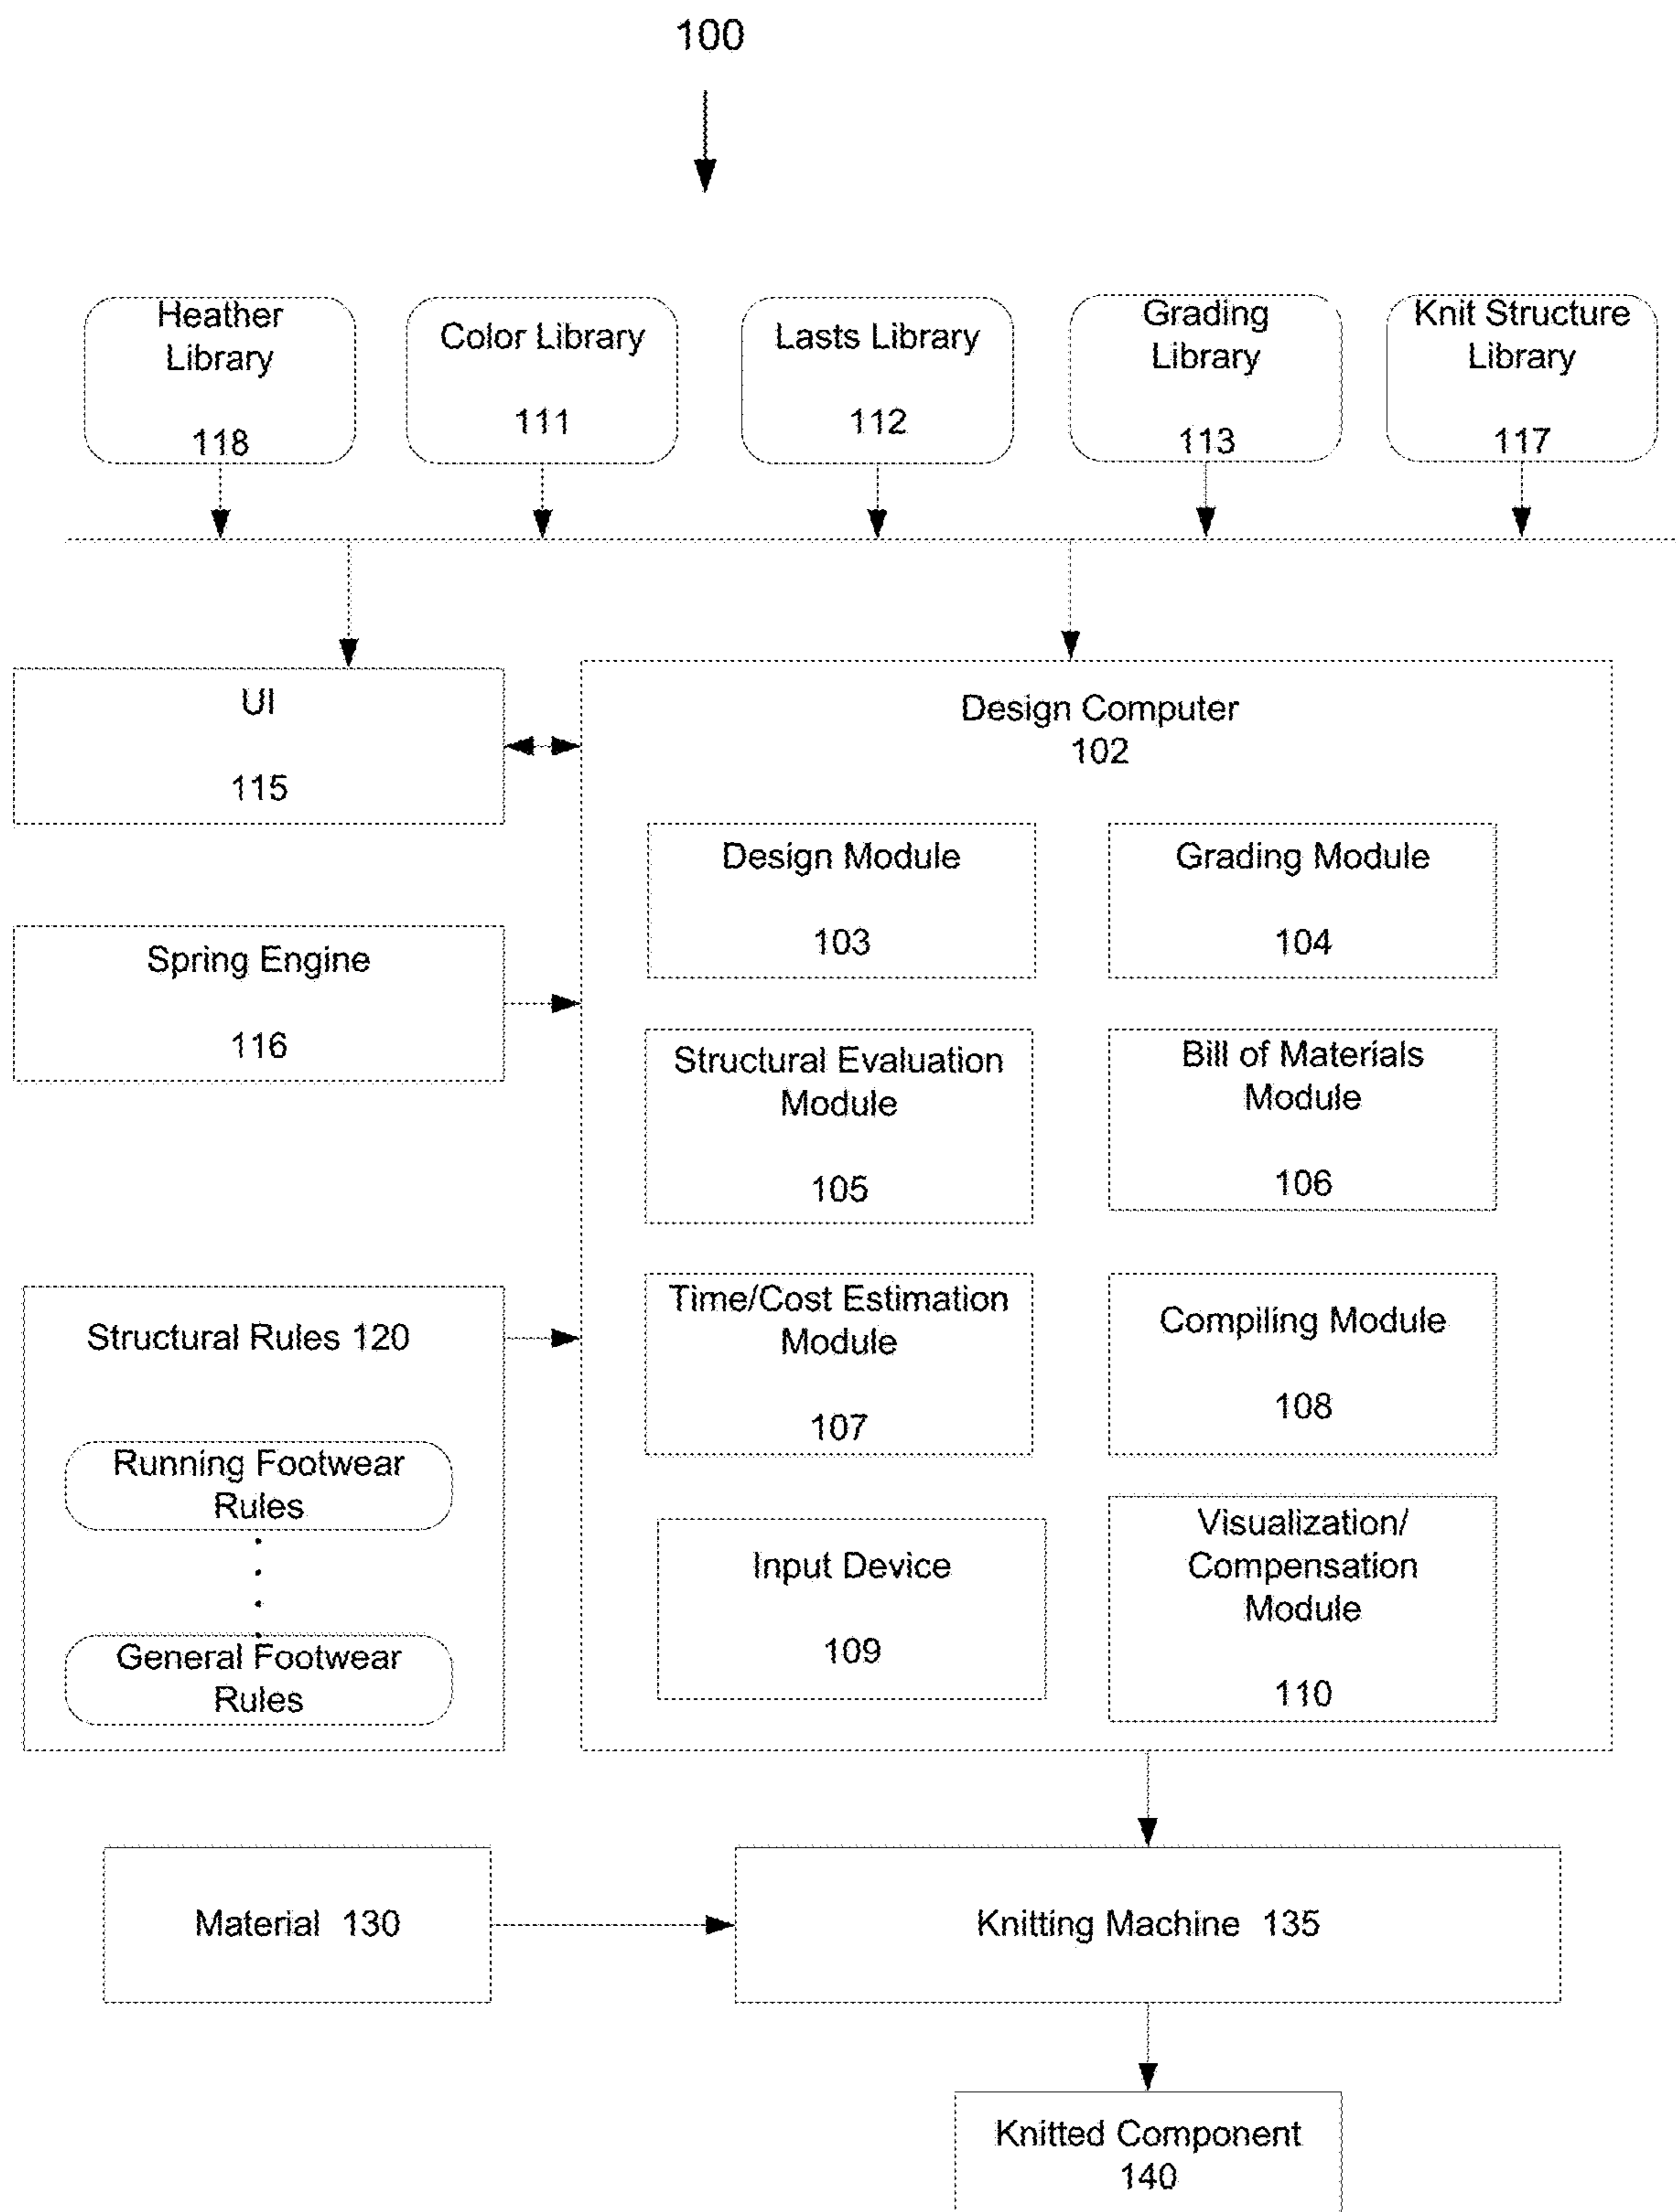 100
Heather
Library
118
Color Library
111
Lasts Library
112
Grading
Library
113
Knit Structure
Library
117
UI
115
Design Computer
102
Design Module
103
Grading Module
104
Spring Engine
116
Structural Evaluation
Module
105
Bill of Materials
Module
106
Structural Rules 120
Running Footwear
Rules
General Footwear
Rules
Time/Cost Estimation
Module
107
Compiling Module
108
Input Device
109
Visualization/
Compensation
Module
110
Material 130
Knitting Machine 135
Knitted Component
140